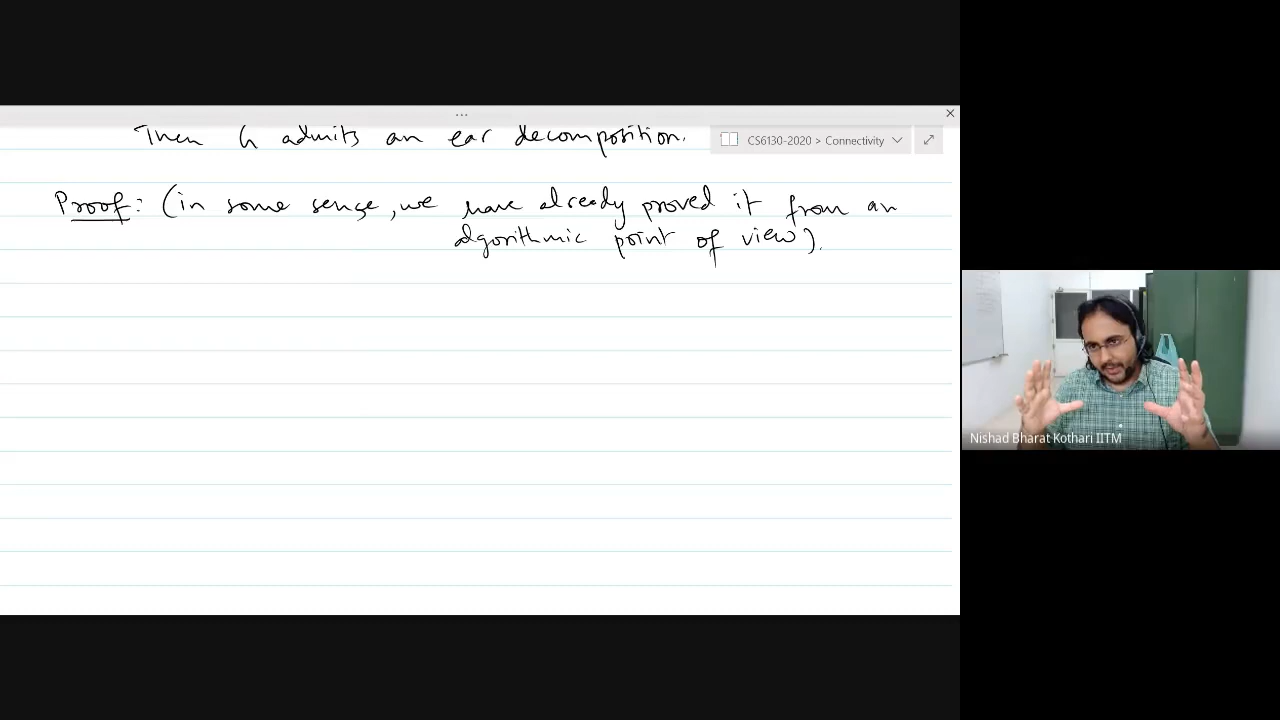 Then G admits an ear decomposition.
CS6130-2020 > Connectivity
Proof: (in some sense, we have already proved it from an
algorithmic point of view).
Nishad Bharat Kothari IITM